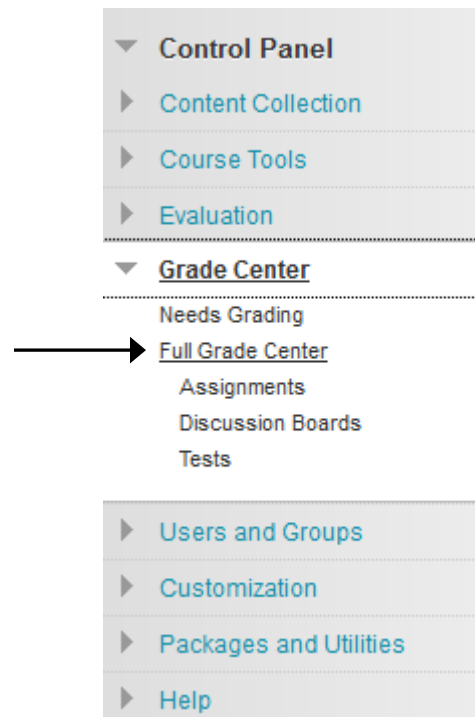 Control Panel
Content Collection
Course Tools
Evaluation
Grade Center
Needs Grading
Full Grade Center
Assignments
Discussion Boards
Tests
Users and Groups
Customization
Packages and Utilities
Help